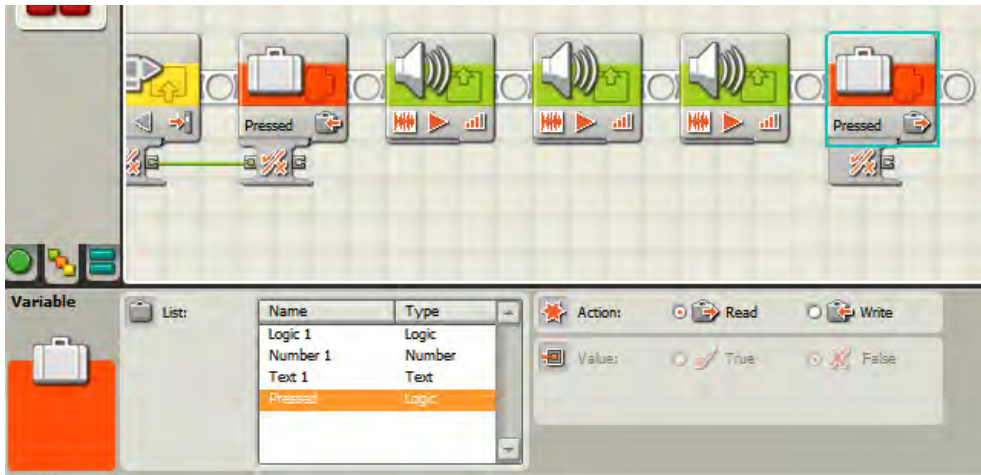 Pressed
Pressed
Variable
List:
Name Type
Logic 1 Logic
Number 1 Number
Text 1 Text
Pressed Logic
Action: Read Write
Value: True False